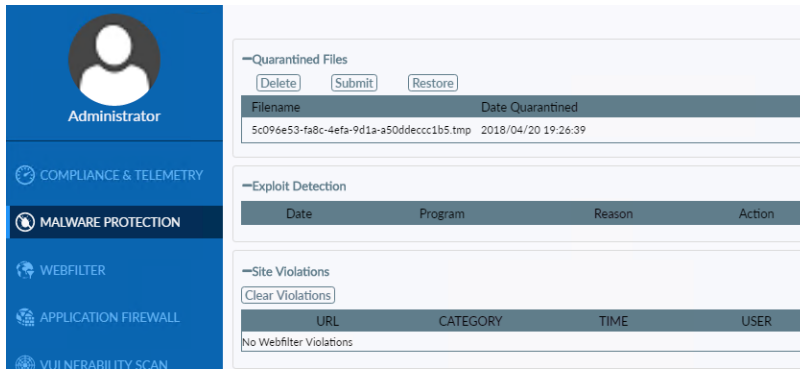 Administrator
COMPLIANCE & TELEMETRY
MALWARE PROTECTION
WEBFILTER
APPLICATION FIREWALL
VULNERABILITY SCAN
Quarantined Files
Delete Submit Restore
Filename Date Quarantined
5c096e53-fa8c-4efa-9d1a-a50ddeccc1b5.tmp 2018/04/20 19:26:39
Exploit Detection
Date Program Reason Action
Site Violations
Clear Violations
URL CATEGORY TIME USER
No Webfilter Violations